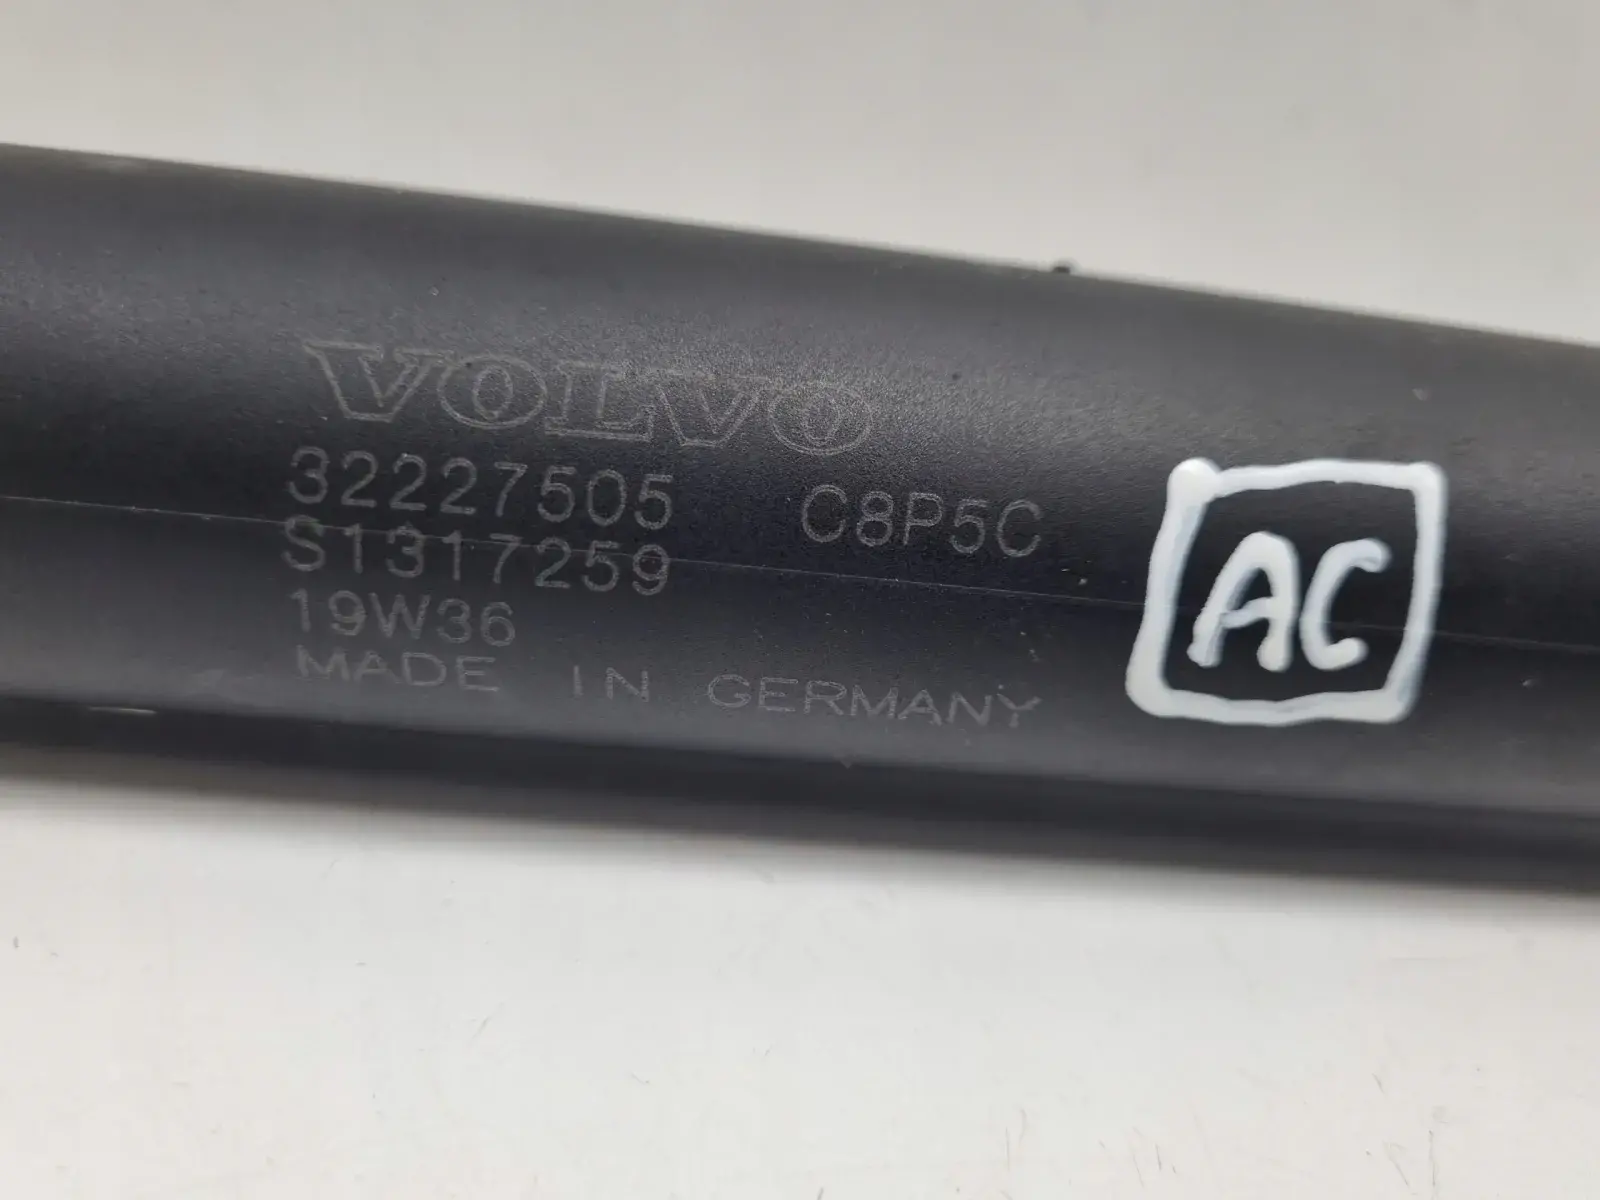 VOLVO
32227505 C8P5C
S1317259
19W36
MADE IN GERMANY
AC